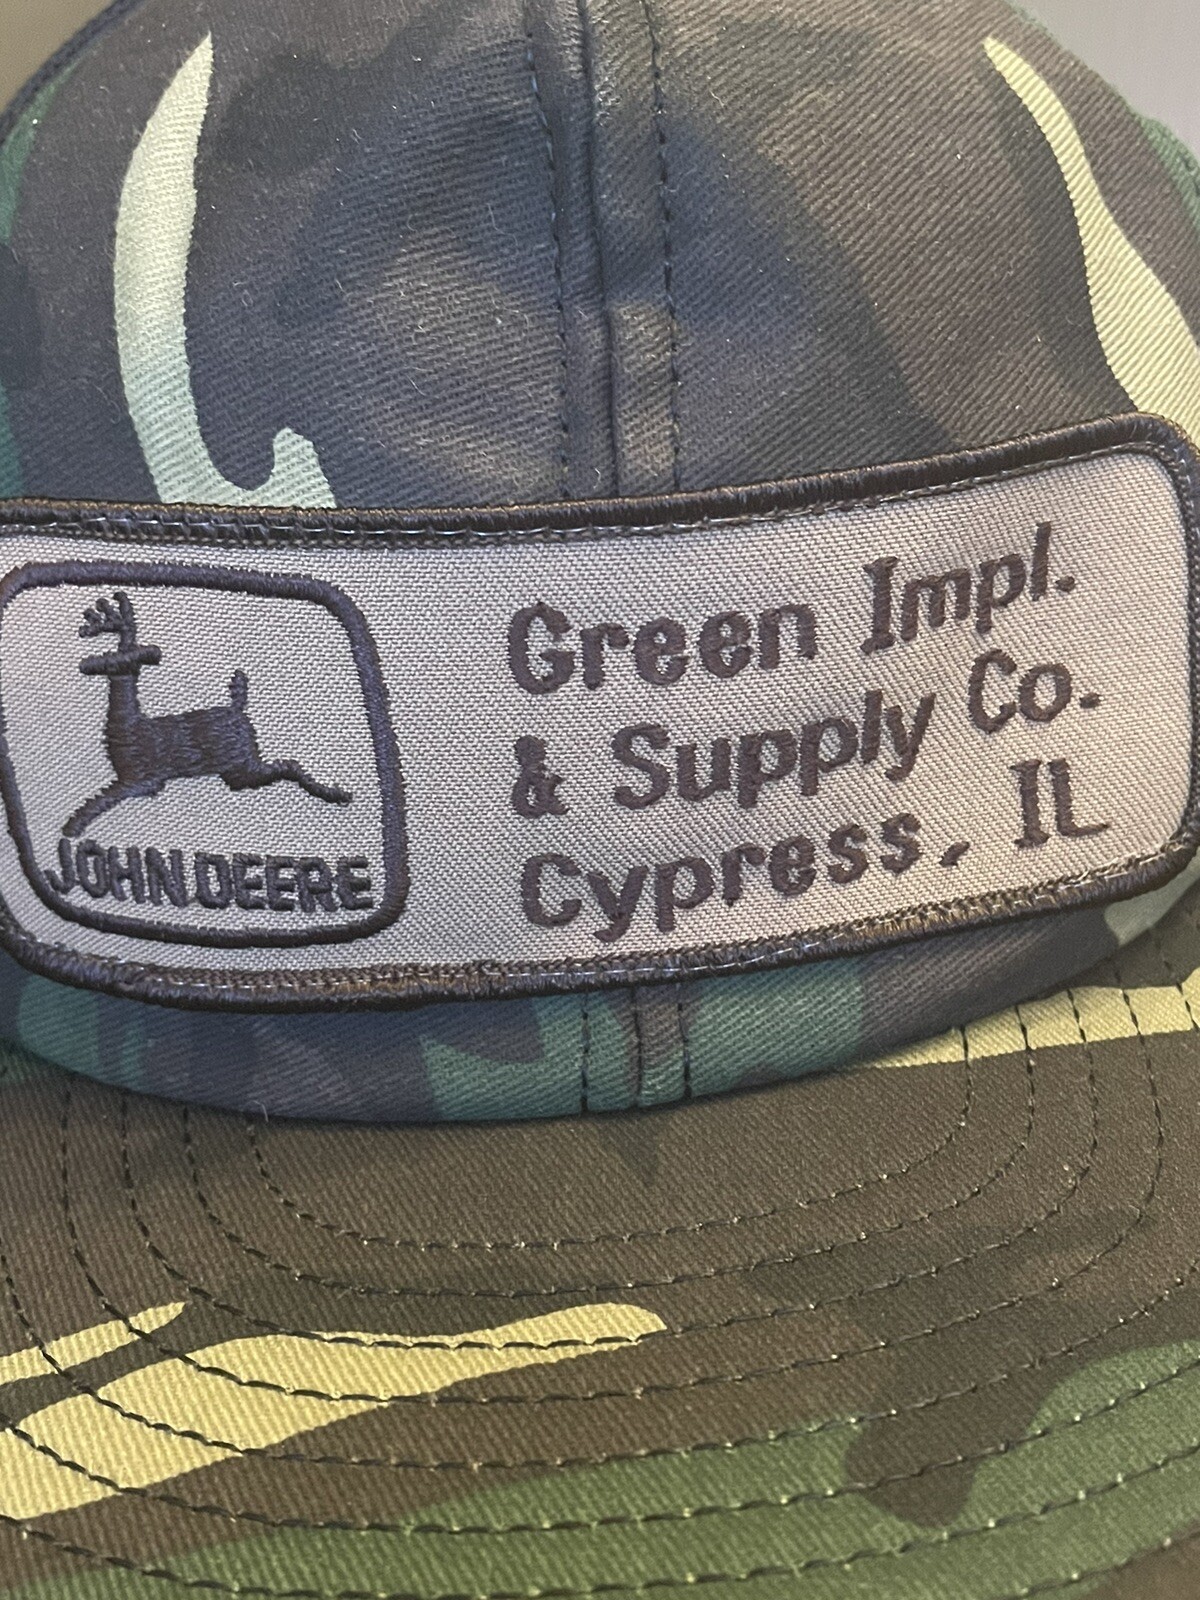 JOHN DEERE
Green Impl.
& Supply Co.
Cypress, IL